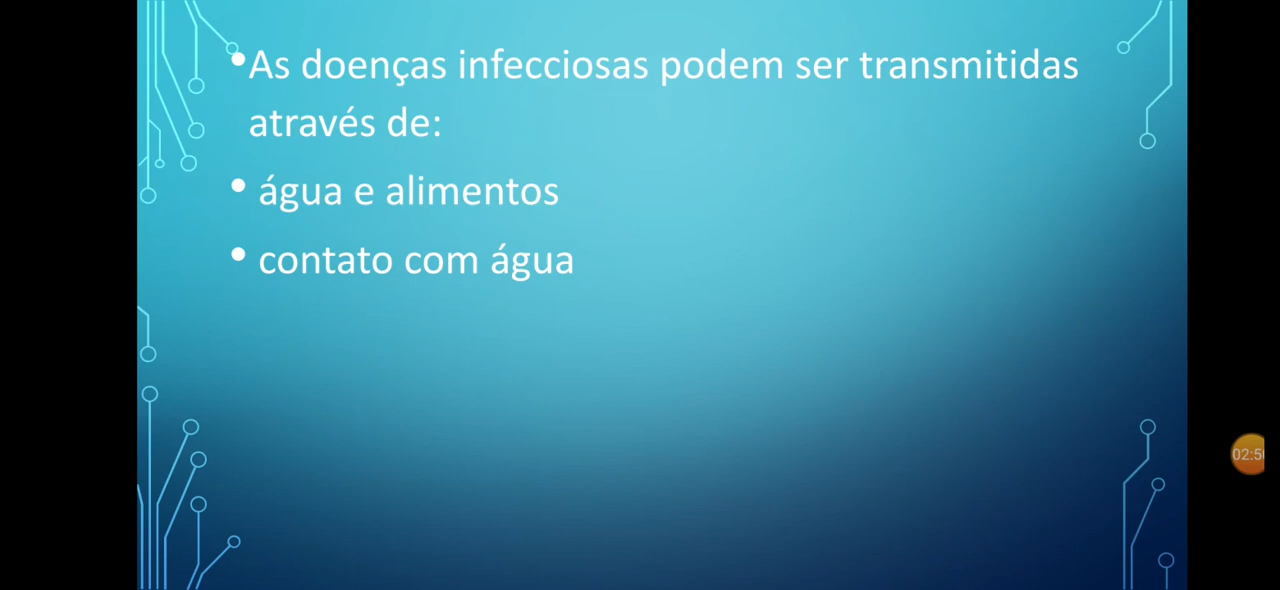 •As doenças infecciosas podem ser transmitidas
através de:
• água e alimentos
• contato com água